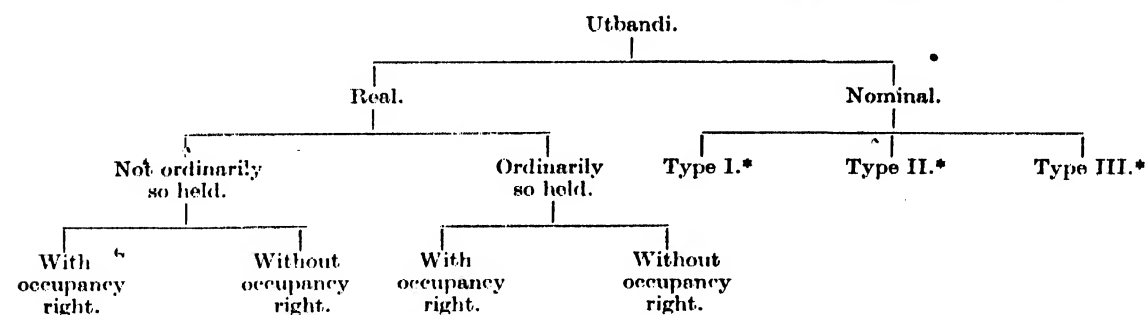 Utbandi.
Real. Nominal.
Not ordinarily so held. Ordinarily so held. Type I.* Type II.* Type III.*
With occupancy right. Without occupancy right. With occupancy right. Without occupancy right.